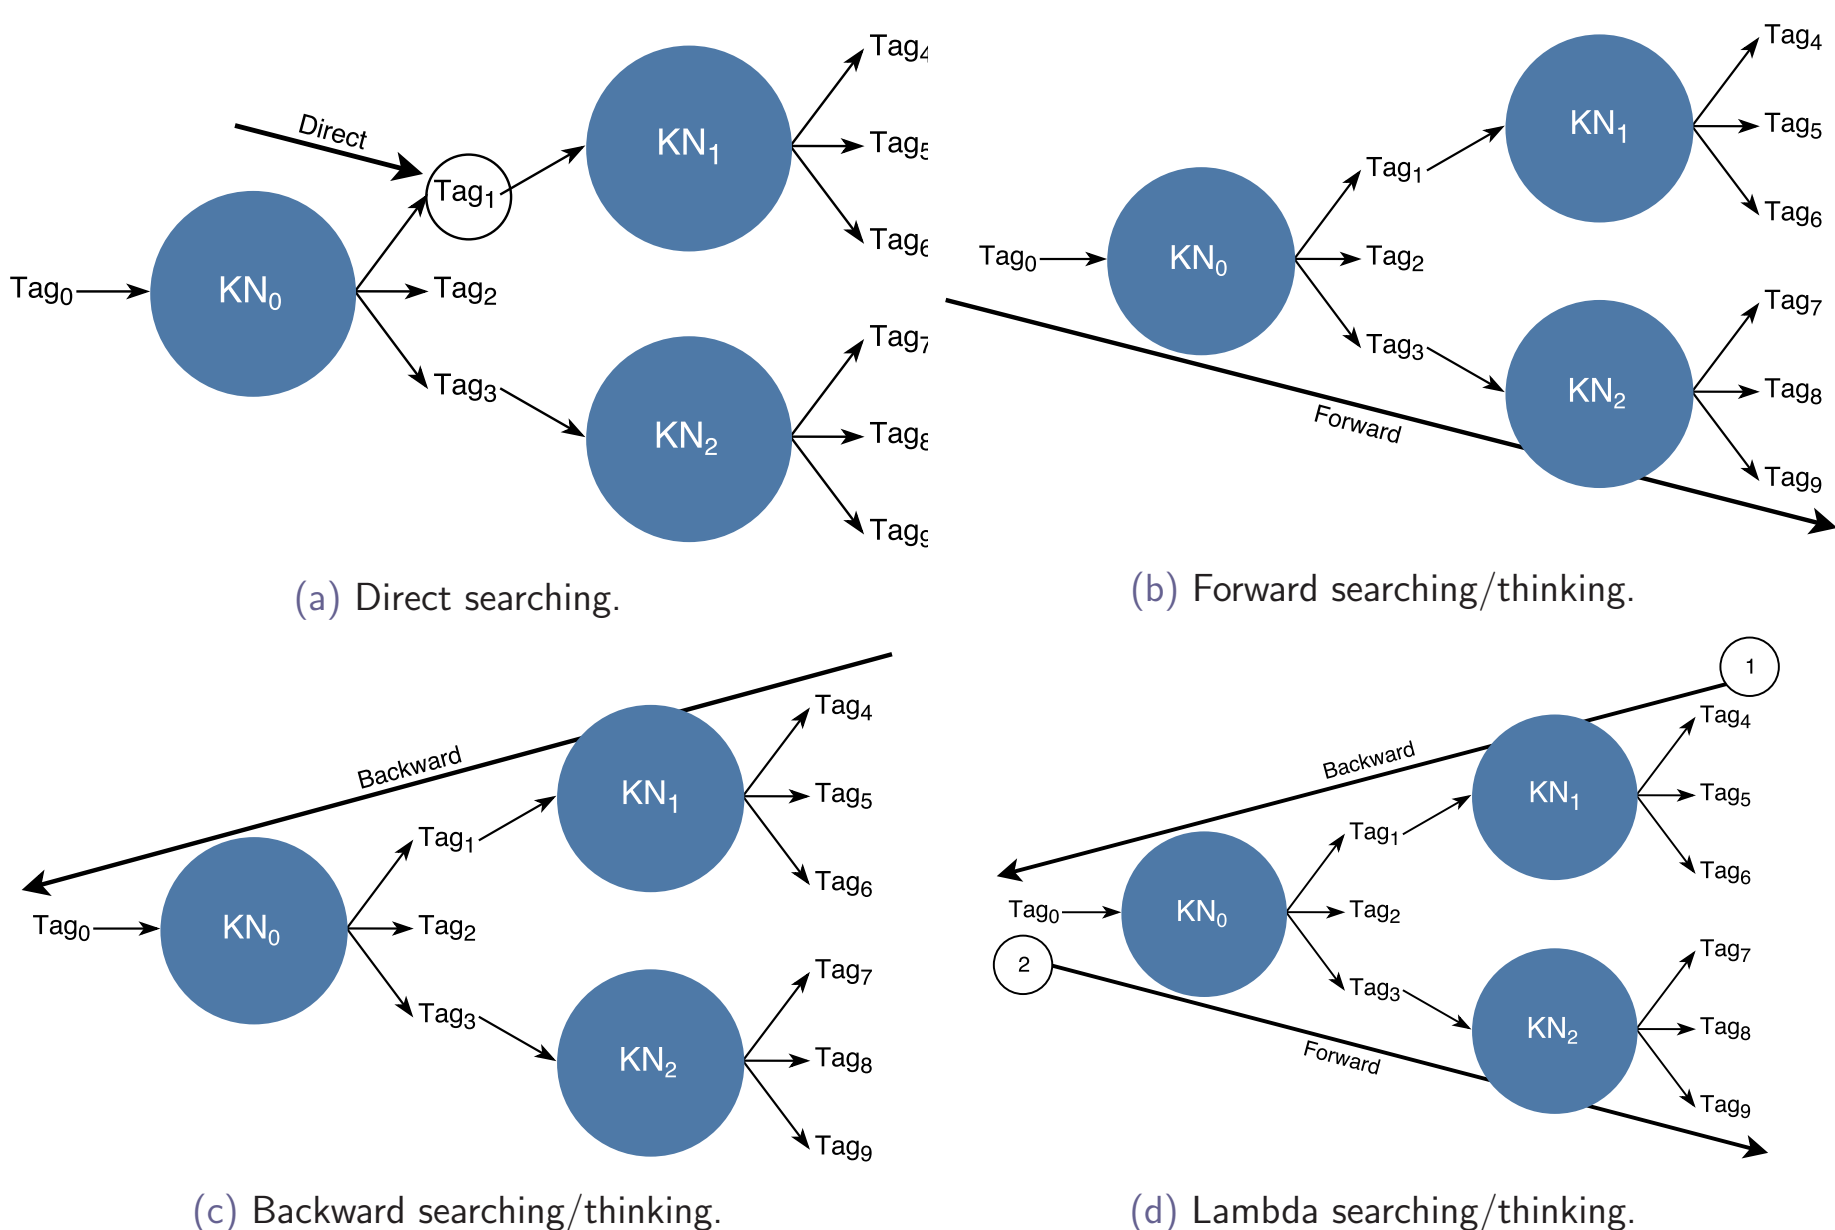 Direct
Tag0
KN0
Tag1
Tag2
Tag3
KN1
KN2
Tag4
Tag5
Tag6
Tag7
Tag8
Tag9
(a) Direct searching.
Tag0
KN0
Tag1
Tag2
Tag3
KN1
KN2
Tag4
Tag5
Tag6
Tag7
Tag8
Tag9
Forward
(b) Forward searching/thinking.
Backward
Tag0
KN0
Tag1
Tag2
Tag3
KN1
KN2
Tag4
Tag5
Tag6
Tag7
Tag8
Tag9
(c) Backward searching/thinking.
1
Backward
Tag0
KN0
Tag1
Tag2
Tag3
KN1
KN2
Tag4
Tag5
Tag6
Tag7
Tag8
Tag9
2
Forward
(d) Lambda searching/thinking.